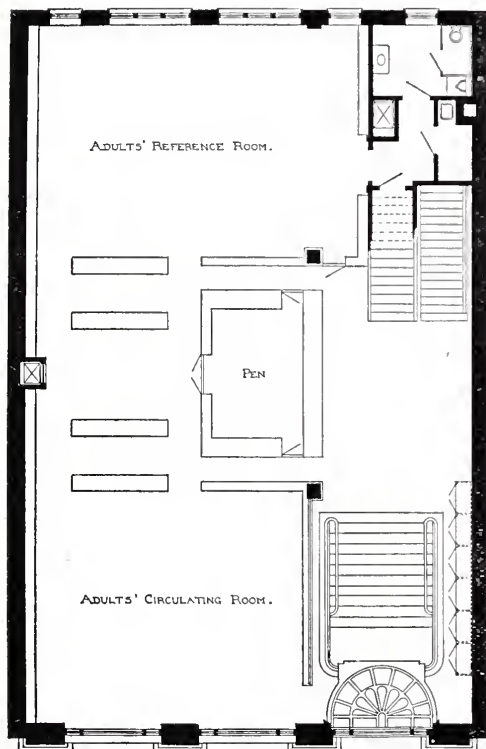 ADULTS' REFERENCE ROOM.
PEN
ADULTS' CIRCULATING ROOM.